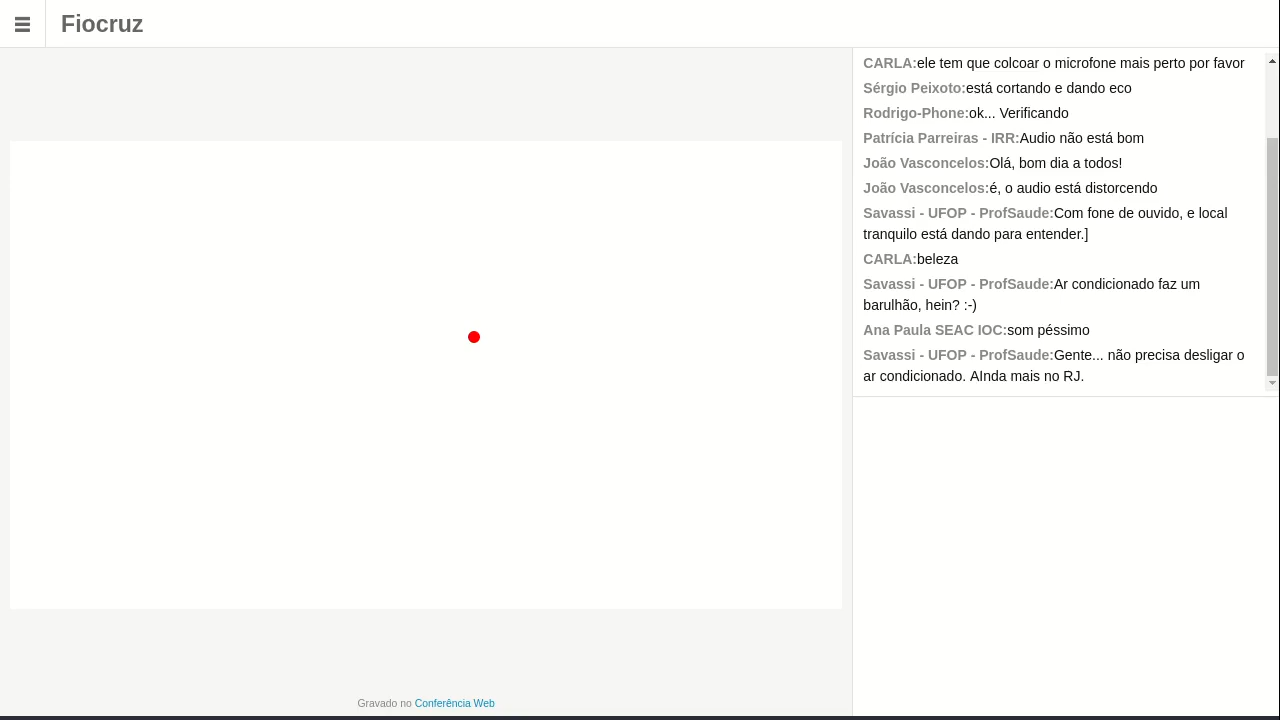 Fiocruz
CARLA:ele tem que colcoar o microfone mais perto por favor
Sérgio Peixoto:está cortando e dando eco
Rodrigo-Phone:ok... Verificando
Patrícia Parreiras - IRR:Audio não está bom
João Vasconcelos:Olá, bom dia a todos!
João Vasconcelos:é, o audio está distorcendo
Savassi - UFOP - ProfSaude:Com fone de ouvido, e local
tranquilo está dando para entender.]
CARLA:beleza
Savassi - UFOP - ProfSaude:Ar condicionado faz um
barulhão, hein? :-)
Ana Paula SEAC IOC:som péssimo
Savassi - UFOP - ProfSaude:Gente... não precisa desligar o
ar condicionado. AInda mais no RJ.
Gravado no Conferência Web